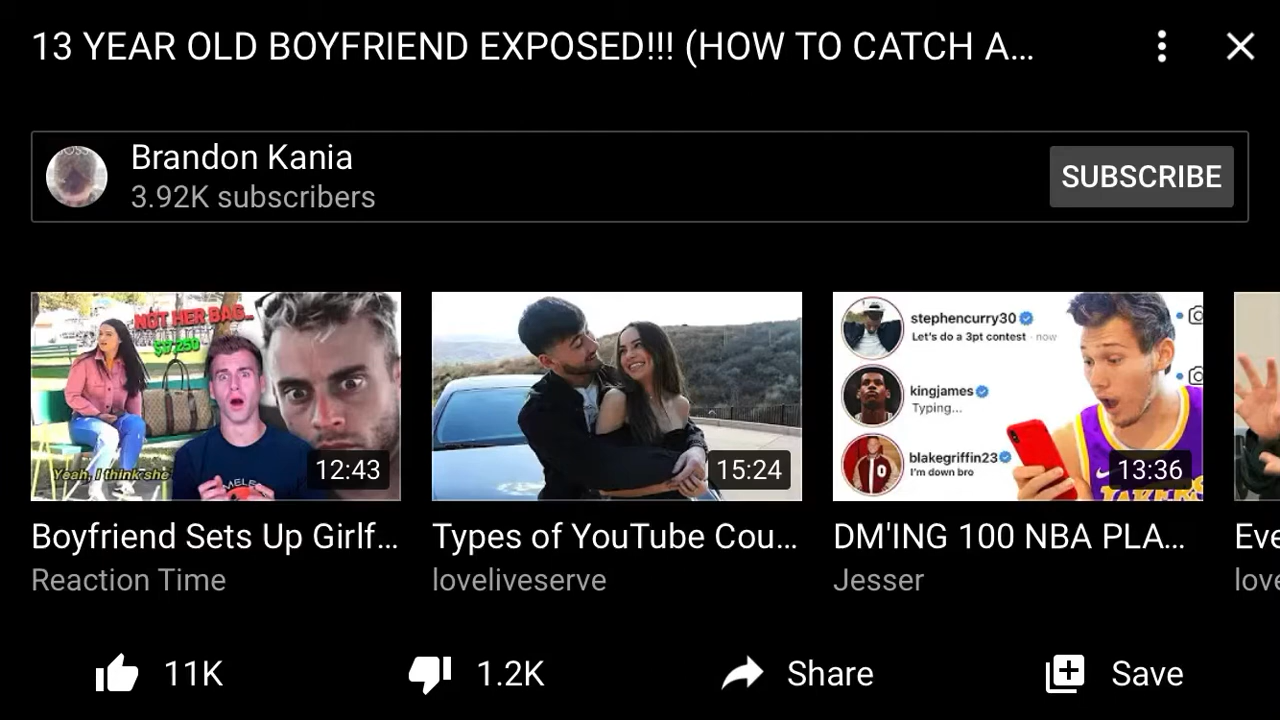 13 YEAR OLD BOYFRIEND EXPOSED!!! (HOW TO CATCH A...
Brandon Kania
3.92K subscribers
SUBSCRIBE
NOT HER BAG...
$17,250
Yeah, I think she
12:43
15:24
stephencurry30
Let's do a 3pt contest · now
kingjames
Typing...
blakegriffin23
I'm down bro
13:36
Boyfriend Sets Up Girlf...
Reaction Time
Types of YouTube Cou...
loveliveserve
DM'ING 100 NBA PLA...
Jesser
Eve
love
11K
1.2K
Share
Save